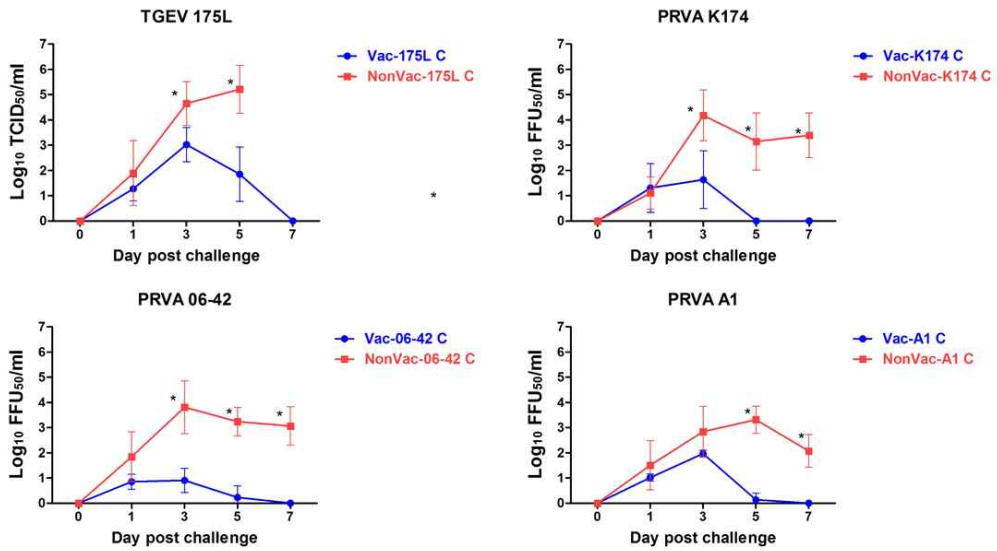 TGEV 175L
Log10 TCID50/ml
7
6
5
4
3
2
1
0
*
*
0 1 3 5 7
Day post challenge
Vac-175L C
NonVac-175L C
*
PRVA K174
Log10 FFU50/ml
7
6
5
4
3
2
1
0
*
*
*
0 1 3 5 7
Day post challenge
Vac-K174 C
NonVac-K174 C
PRVA 06-42
Log10 FFU50/ml
7
6
5
4
3
2
1
0
*
*
*
0 1 3 5 7
Day post challenge
Vac-06-42 C
NonVac-06-42 C
PRVA A1
Log10 FFU50/ml
7
6
5
4
3
2
1
0
*
*
0 1 3 5 7
Day post challenge
Vac-A1 C
NonVac-A1 C